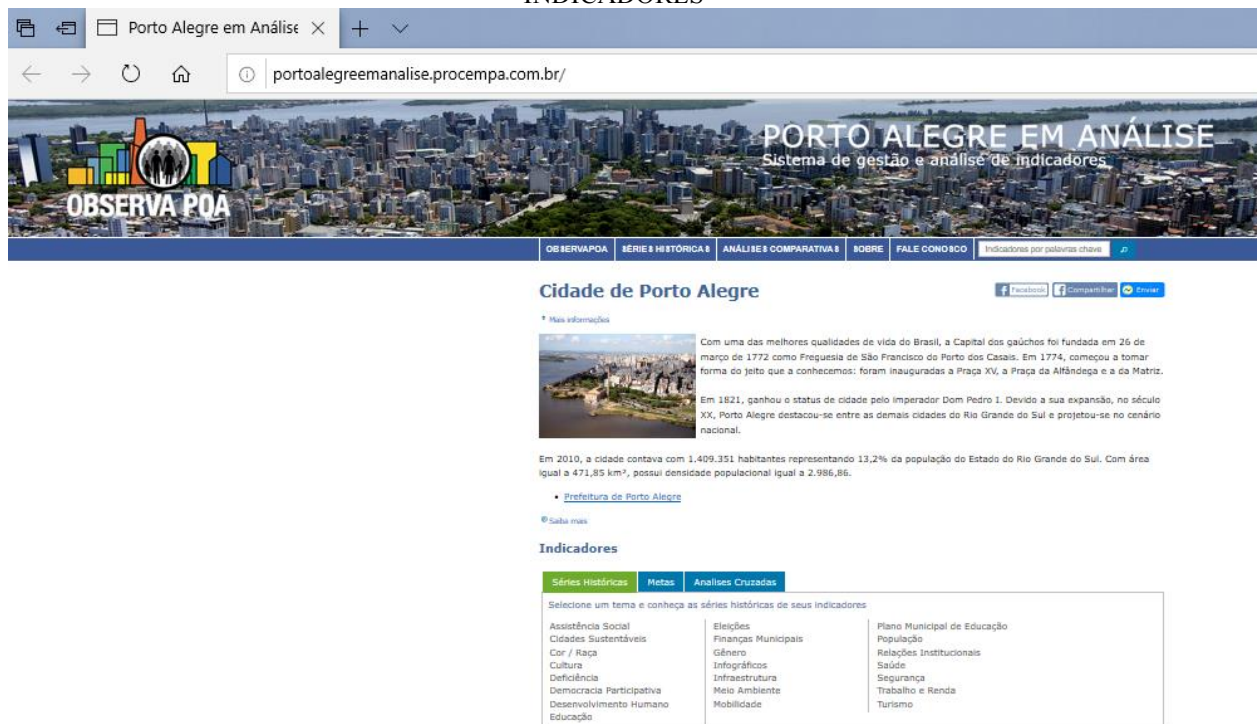 INDICADORES
Porto Alegre em Análise
portoalegreemanalise.procempa.com.br/
PORTO ALEGRE EM ANÁLISE
Sistema de gestão e análise de indicadores
OBSERVA POA
OBSERVAPOA SÉRIES HISTÓRICAS ANÁLISES COMPARATIVAS SOBRE FALE CONOSCO Indicadores por palavras chave
Cidade de Porto Alegre
Facebook Compartilhar Enviar
Mais informações
Com uma das melhores qualidades de vida do Brasil, a Capital dos gaúchos foi fundada em 26 de
março de 1772 como Freguesia de São Francisco do Porto dos Casais. Em 1774, começou a tomar
forma do jeito que a conhecemos: foram inauguradas a Praça XV, a Praça da Alfândega e a da Matriz.
Em 1821, ganhou o status de cidade pelo imperador Dom Pedro I. Devido a sua expansão, no século
XX, Porto Alegre destacou-se entre as demais cidades do Rio Grande do Sul e projetou-se no cenário
nacional.
Em 2010, a cidade contava com 1.409.351 habitantes representando 13,2% da população do Estado do Rio Grande do Sul. Com área
igual a 471,85 km², possui densidade populacional igual a 2.986,86.
• Prefeitura de Porto Alegre
Saiba mais
Indicadores
Séries Históricas Metas Analises Cruzadas
Selecione um tema e conheça as séries históricas de seus indicadores
Assistência Social
Cidades Sustentáveis
Cor / Raça
Cultura
Deficiência
Democracia Participativa
Desenvolvimento Humano
Educação
Eleições
Finanças Municipais
Gênero
Infográficos
Infraestrutura
Meio Ambiente
Mobilidade
Plano Municipal de Educação
População
Relações Institucionais
Saúde
Segurança
Trabalho e Renda
Turismo